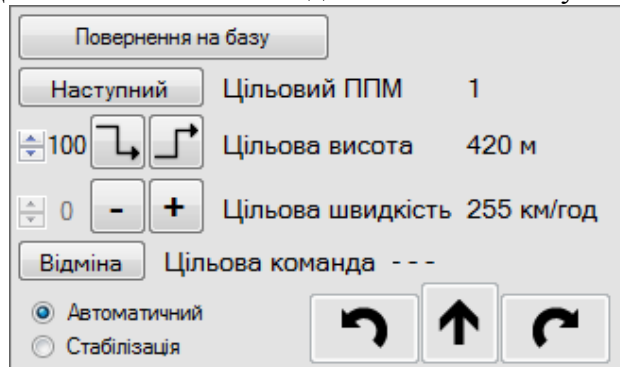 Повернення на базу
Наступний Цільовий ППМ 1
100 Цільова висота 420 м
0 - + Цільова швидкість 255 км/год
Відміна Цільова команда - - -
Автоматичний
Стабілізація